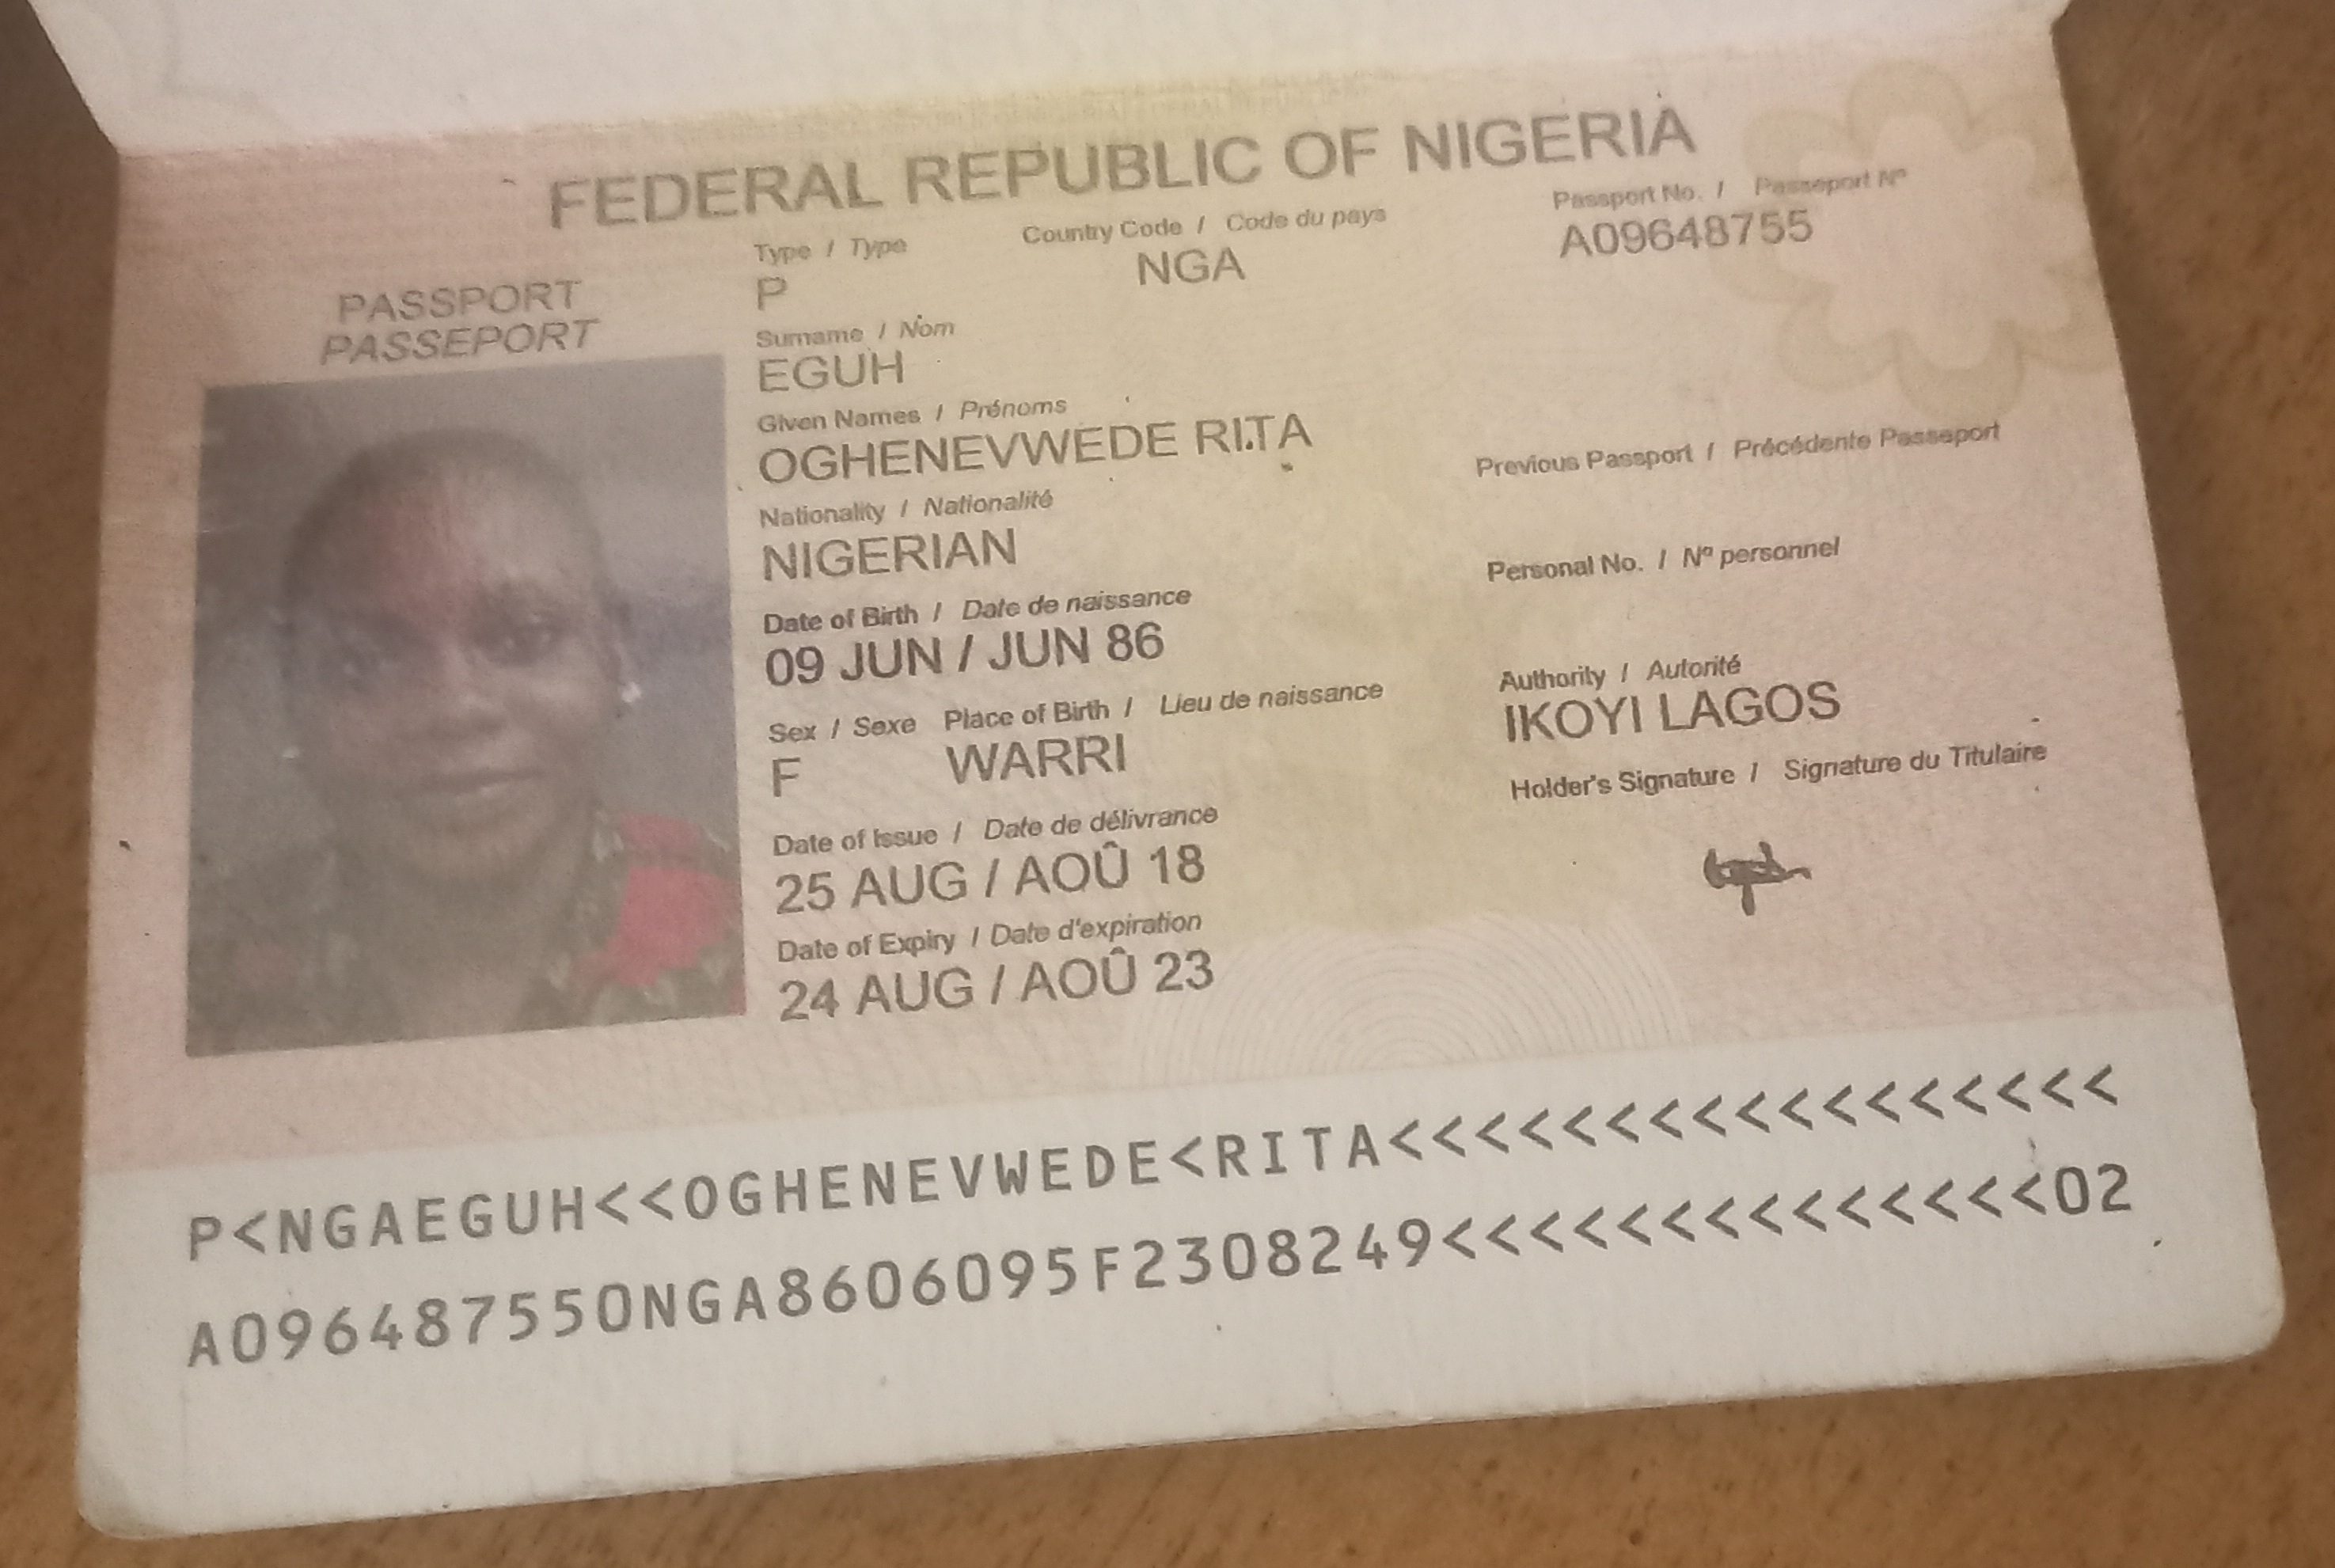 FEDERAL REPUBLIC OF NIGERIA
PASSPORT
PASSEPORT
Type / Type Country Code / Code du pays Passport No. / Passeport Nº
P NGA A09648755
Surname / Nom
EGUH
Given Names / Prénoms
OGHENEVWEDE RITA
Previous Passport / Précédente Passeport
Nationality / Nationalité
NIGERIAN
Personal No. / Nº personnel
Date of Birth / Date de naissance
09 JUN / JUN 86
Authority / Autorité
IKOYI LAGOS
Sex / Sexe Place of Birth / Lieu de naissance
F WARRI
Holder's Signature / Signature du Titulaire
Date of Issue / Date de délivrance
25 AUG / AOÛ 18
Date of Expiry / Date d'expiration
24 AUG / AOÛ 23
P<NGAEGUH<<OGHENEVWEDE<RITA<<<<<<<<<<<<<<<<<
A096487550NGA8606095F2308249<<<<<<<<<<<<<<02